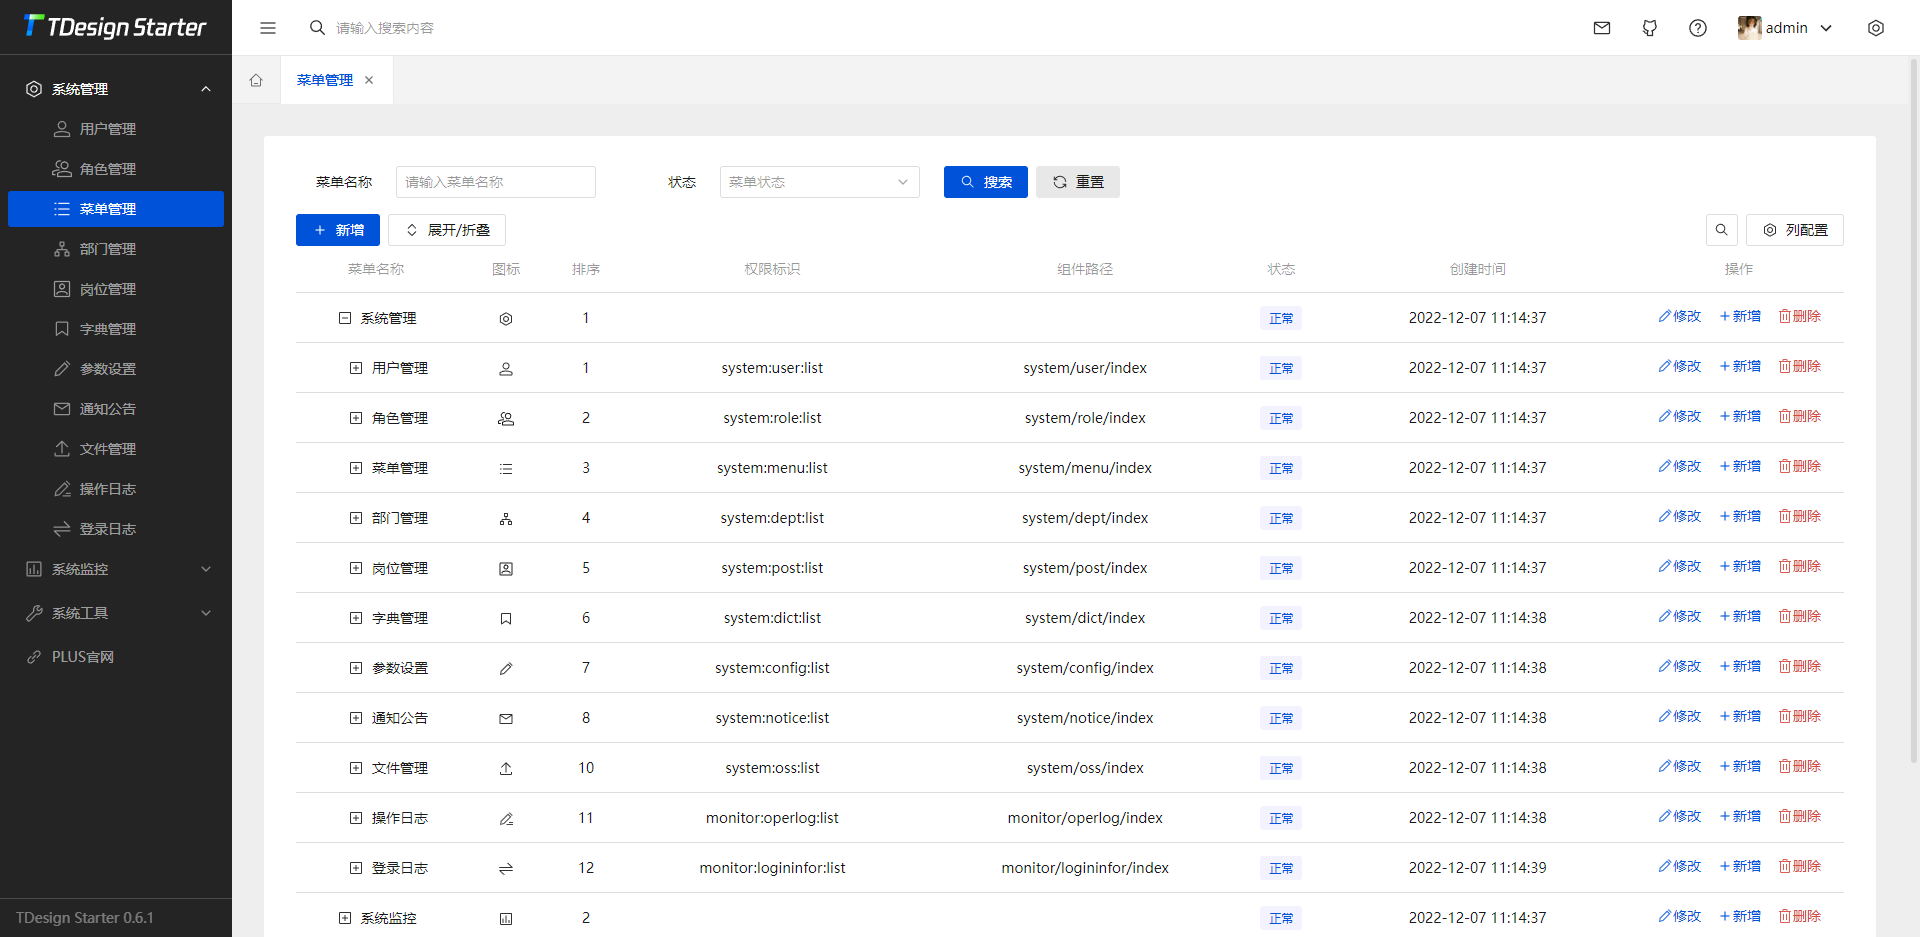 TDesign Starter
请输入搜索内容
admin
系统管理
用户管理
角色管理
菜单管理
部门管理
岗位管理
字典管理
参数设置
通知公告
文件管理
操作日志
登录日志
系统监控
系统工具
PLUS官网
TDesign Starter 0.6.1
菜单管理
菜单名称 请输入菜单名称 状态 菜单状态 搜索 重置
新增 展开/折叠 列配置
菜单名称 图标 排序 权限标识 组件路径 状态 创建时间 操作
系统管理 1 正常 2022-12-07 11:14:37 修改 新增 删除
用户管理 1 system:user:list system/user/index 正常 2022-12-07 11:14:37 修改 新增 删除
角色管理 2 system:role:list system/role/index 正常 2022-12-07 11:14:37 修改 新增 删除
菜单管理 3 system:menu:list system/menu/index 正常 2022-12-07 11:14:37 修改 新增 删除
部门管理 4 system:dept:list system/dept/index 正常 2022-12-07 11:14:37 修改 新增 删除
岗位管理 5 system:post:list system/post/index 正常 2022-12-07 11:14:37 修改 新增 删除
字典管理 6 system:dict:list system/dict/index 正常 2022-12-07 11:14:38 修改 新增 删除
参数设置 7 system:config:list system/config/index 正常 2022-12-07 11:14:38 修改 新增 删除
通知公告 8 system:notice:list system/notice/index 正常 2022-12-07 11:14:38 修改 新增 删除
文件管理 10 system:oss:list system/oss/index 正常 2022-12-07 11:14:38 修改 新增 删除
操作日志 11 monitor:operlog:list monitor/operlog/index 正常 2022-12-07 11:14:38 修改 新增 删除
登录日志 12 monitor:logininfor:list monitor/logininfor/index 正常 2022-12-07 11:14:39 修改 新增 删除
系统监控 2 正常 2022-12-07 11:14:37 修改 新增 删除